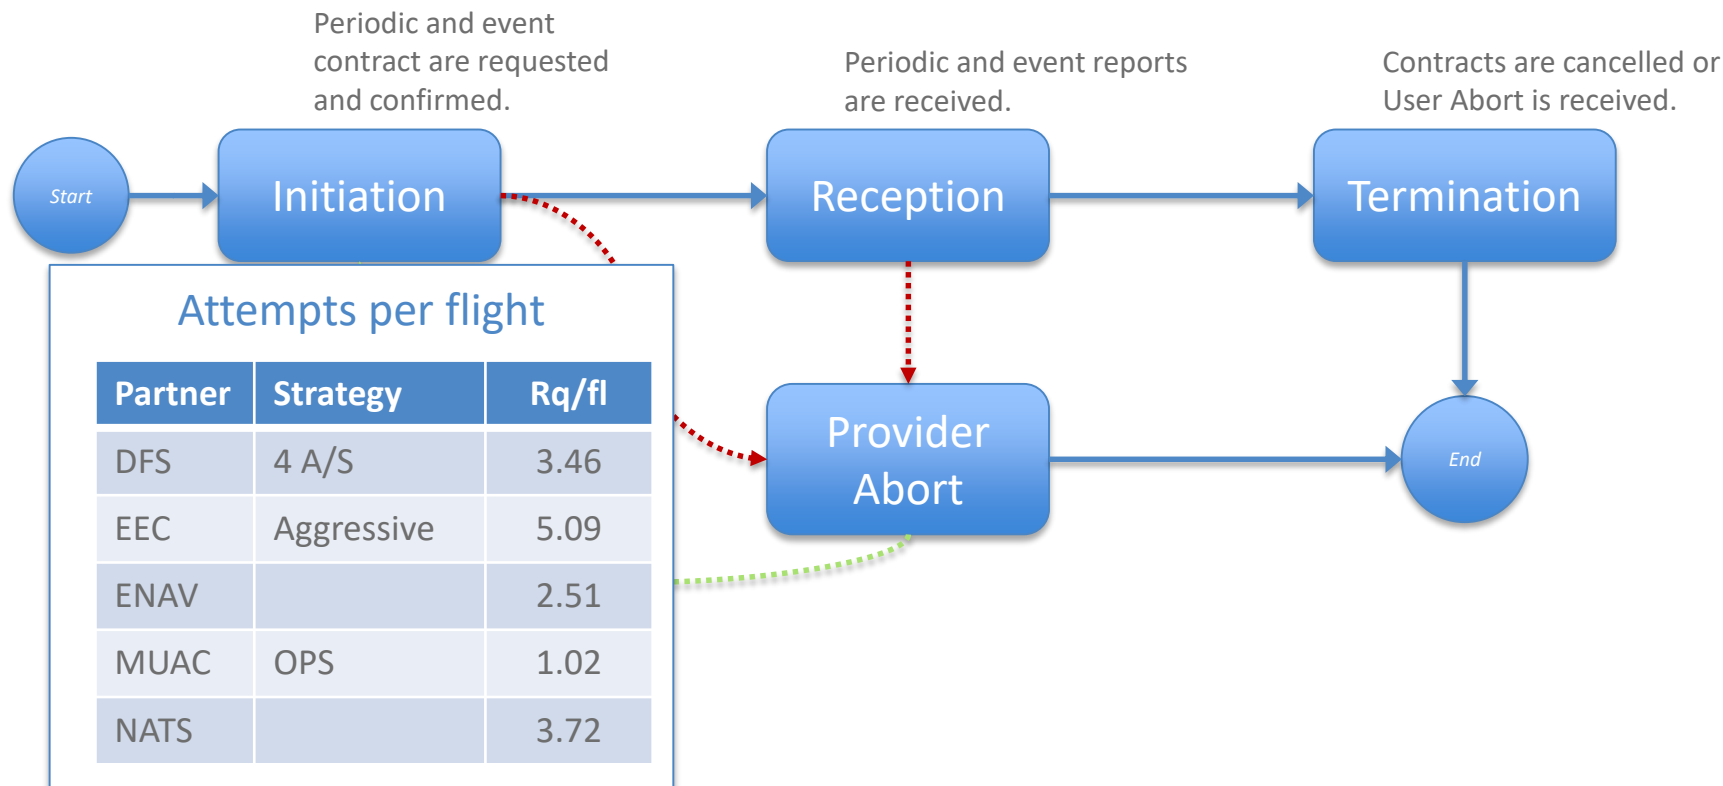 Periodic and event
contract are requested
and confirmed.
Periodic and event reports
are received.
Contracts are cancelled or
User Abort is received.
Start
Initiation
Reception
Termination
Attempts per flight
Partner Strategy Rq/fl
DFS 4 A/S 3.46
EEC Aggressive 5.09
ENAV 2.51
MUAC OPS 1.02
NATS 3.72
Provider
Abort
End